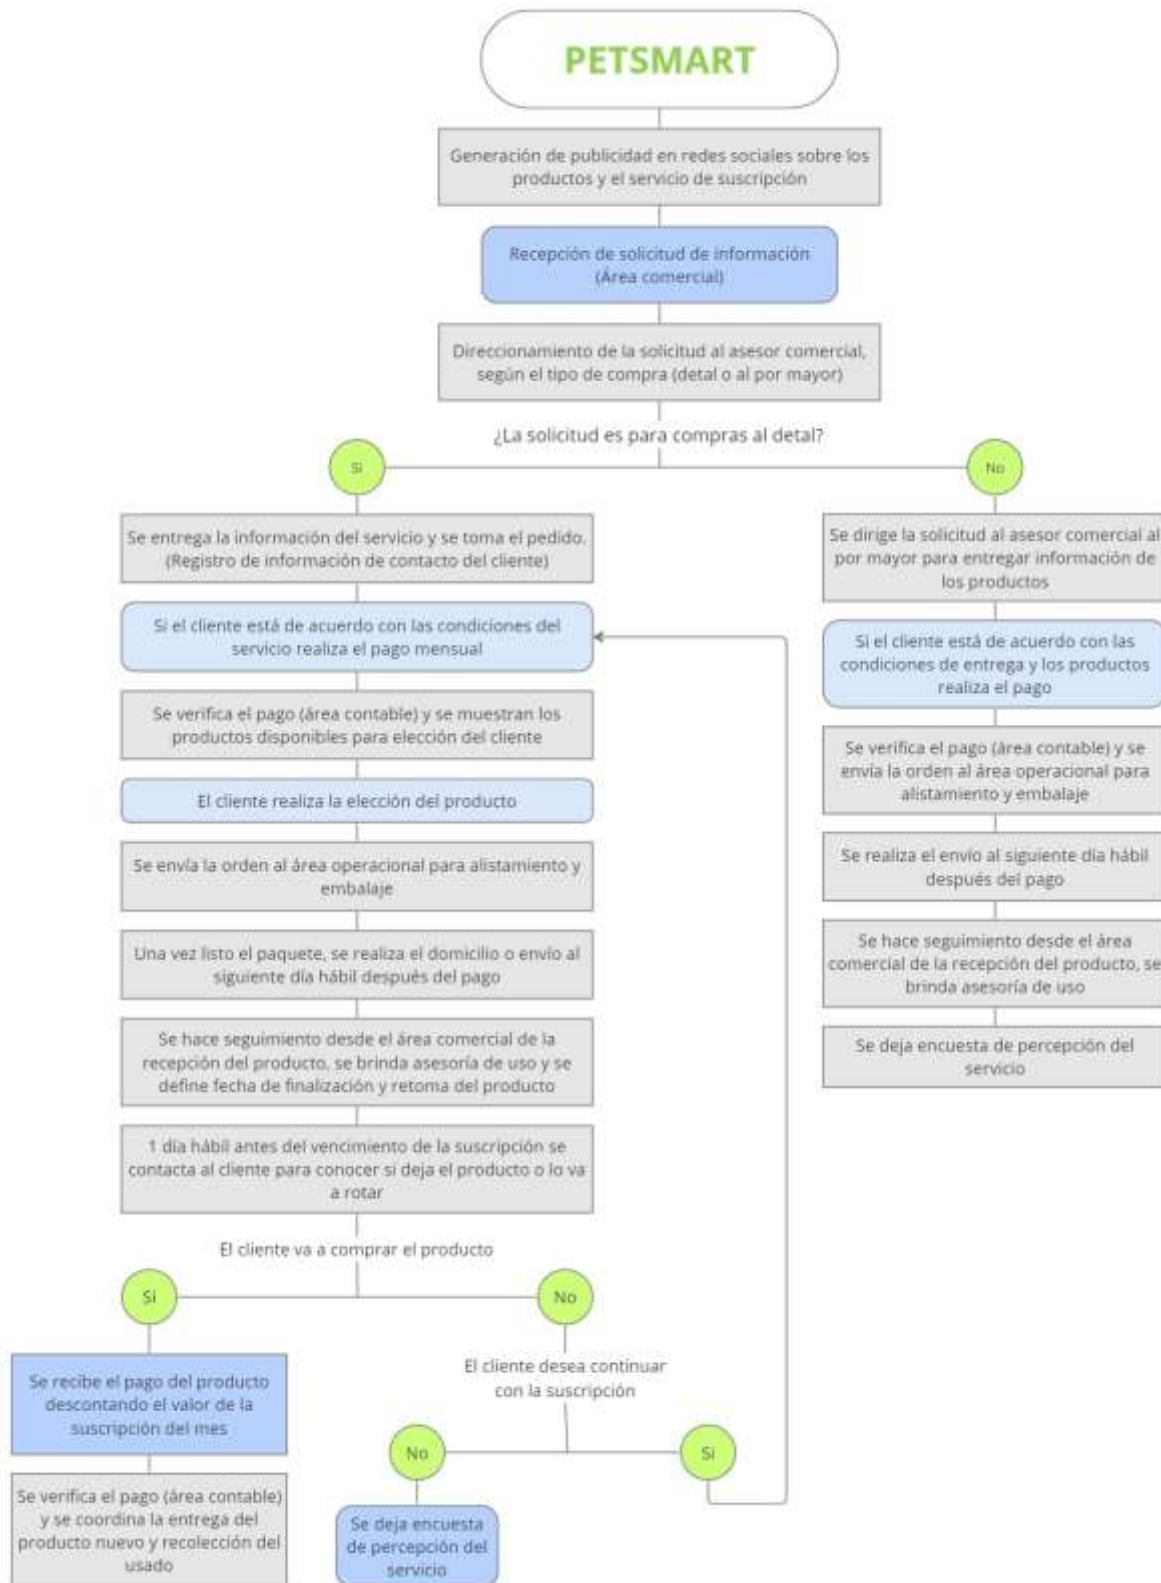 PETSMART
Generación de publicidad en redes sociales sobre los
productos y el servicio de suscripción
Recepción de solicitud de información
(Área comercial)
Direccionamiento de la solicitud al asesor comercial,
según el tipo de compra (detal o al por mayor)
¿La solicitud es para compras al detal?
Si
No
Se entrega la información del servicio y se toma el pedido.
(Registro de información de contacto del cliente)
Si el cliente está de acuerdo con las condiciones del
servicio realiza el pago mensual
Se verifica el pago (área contable) y se muestran los
productos disponibles para elección del cliente
El cliente realiza la elección del producto
Se envía la orden al área operacional para alistamiento y
embalaje
Una vez listo el paquete, se realiza el domicilio o envío al
siguiente día hábil después del pago
Se hace seguimiento desde el área comercial de la
recepción del producto, se brinda asesoría de uso y se
define fecha de finalización y retoma del producto
1 día hábil antes del vencimiento de la suscripción se
contacta al cliente para conocer si deja el producto o lo va
a rotar
Se dirige la solicitud al asesor comercial al
por mayor para entregar información de
los productos
Si el cliente está de acuerdo con las
condiciones de entrega y los productos
realiza el pago
Se verifica el pago (área contable) y se
envía la orden al área operacional para
alistamiento y embalaje
Se realiza el envío al siguiente día hábil
después del pago
Se hace seguimiento desde el área
comercial de la recepción del producto, se
brinda asesoría de uso
Se deja encuesta de percepción del
servicio
El cliente va a comprar el producto
Si
No
Se recibe el pago del producto
descontando el valor de la
suscripción del mes
Se verifica el pago (área contable)
y se coordina la entrega del
producto nuevo y recolección del
usado
El cliente desea continuar
con la suscripción
No
Si
Se deja encuesta
de percepción del
servicio